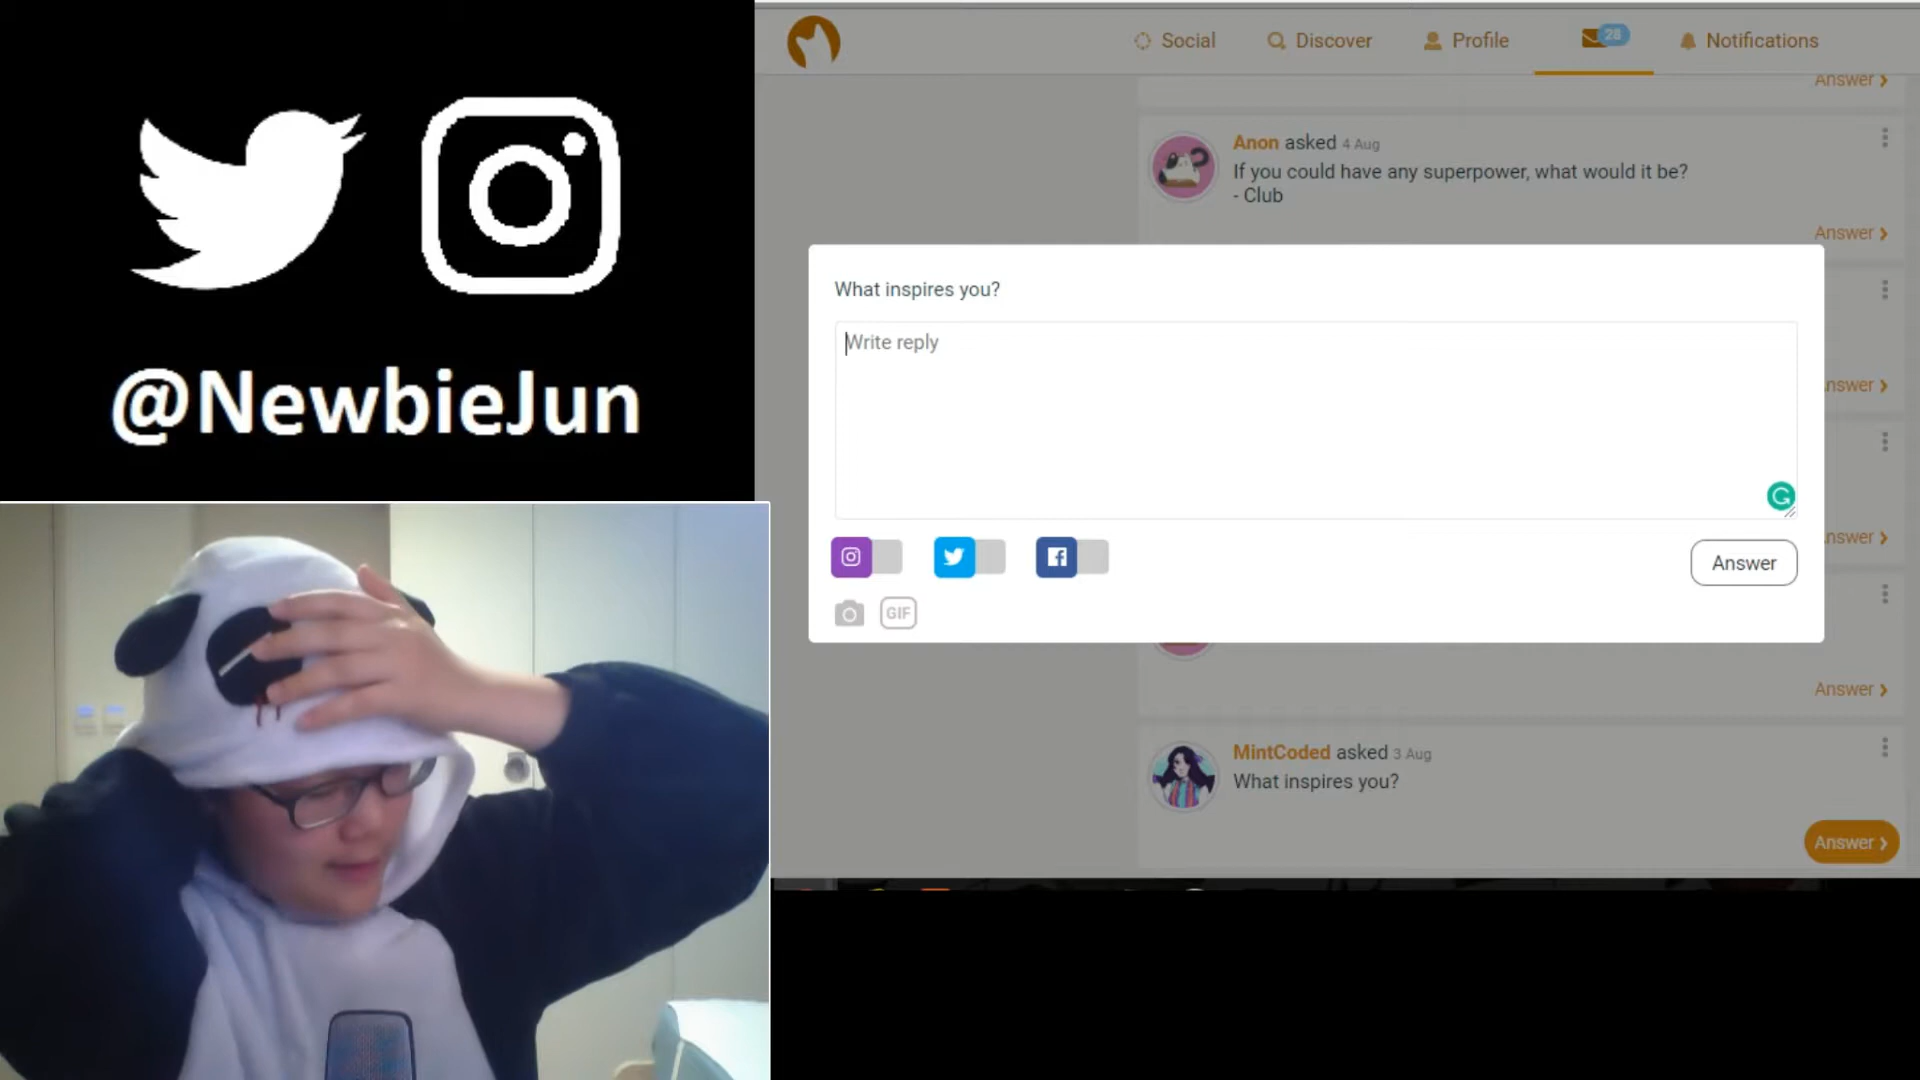 @NewbieJun
Social
Discover
Profile
28
Notifications
Answer
Anon asked 4 Aug
If you could have any superpower, what would it be?
- Club
Answer
What inspires you?
Write reply
nswer
nswer
Answer
GIF
Answer
MintCoded asked 3 Aug
What inspires you?
Answer